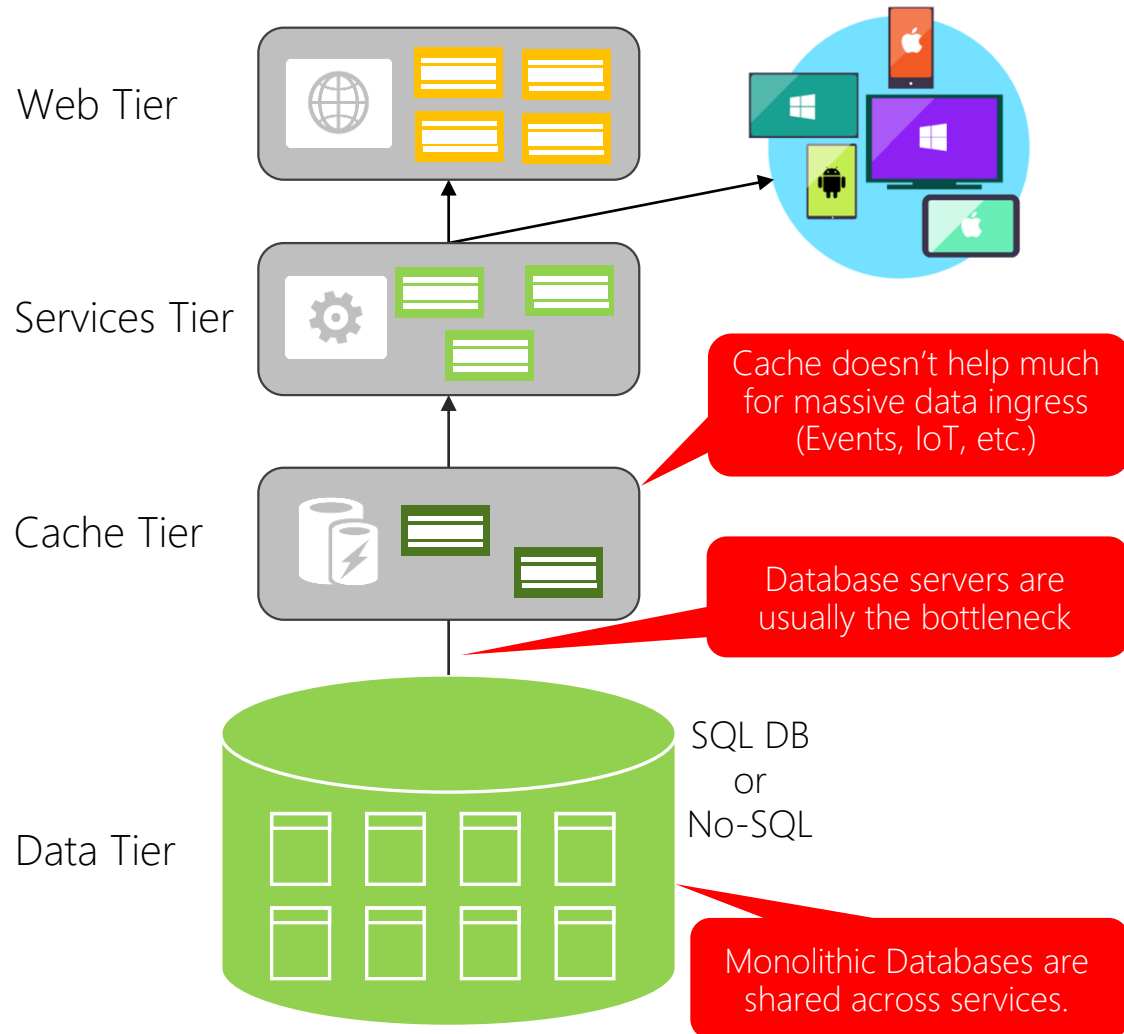 Web Tier
Services Tier
Cache doesn’t help much
for massive data ingress
(Events, IoT, etc.)
Cache Tier
Database servers are
usually the bottleneck
SQL DB
or
No-SQL
Data Tier
Monolithic Databases are
shared across services.